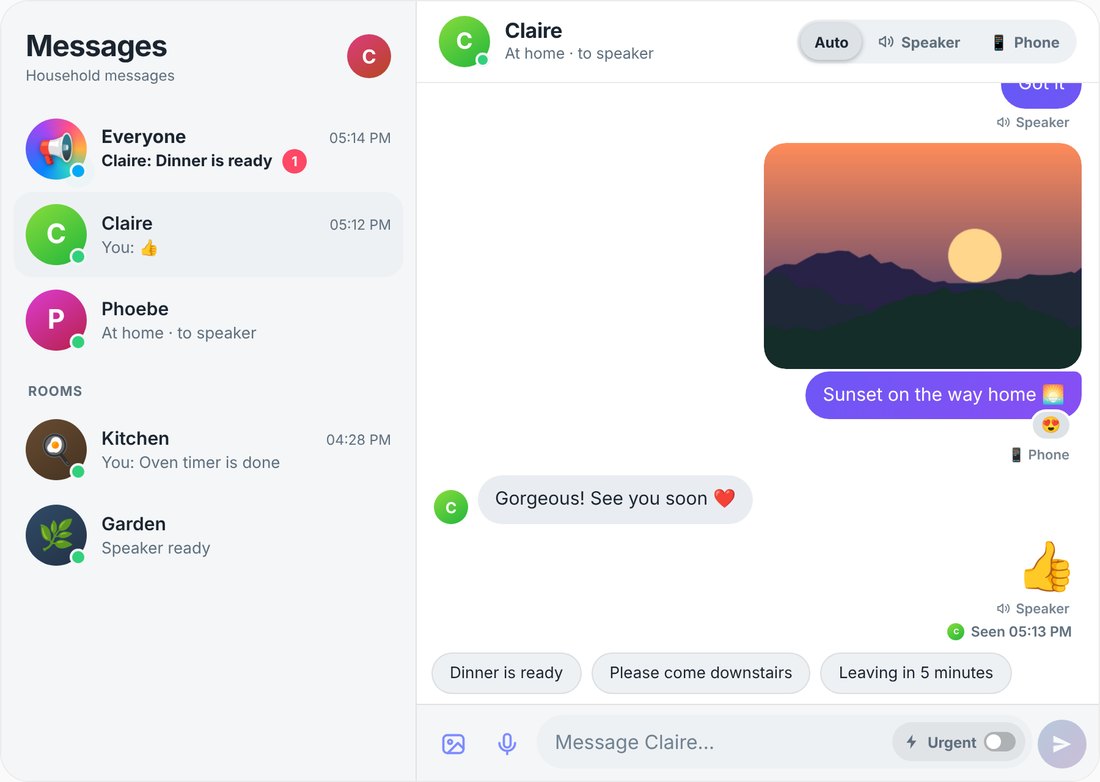 Messages
Household messages
C
Everyone
05:14 PM
Claire: Dinner is ready 1
C
Claire
05:12 PM
You: 👍
P
Phoebe
At home · to speaker
ROOMS
Kitchen
04:28 PM
You: Oven timer is done
Garden
Speaker ready
C
Claire
At home · to speaker
Auto
Speaker
Phone
Got it
Speaker
Sunset on the way home 🌅
😍
Phone
C
Gorgeous! See you soon ❤️
👍
Speaker
C
Seen 05:13 PM
Dinner is ready
Please come downstairs
Leaving in 5 minutes
Message Claire...
Urgent